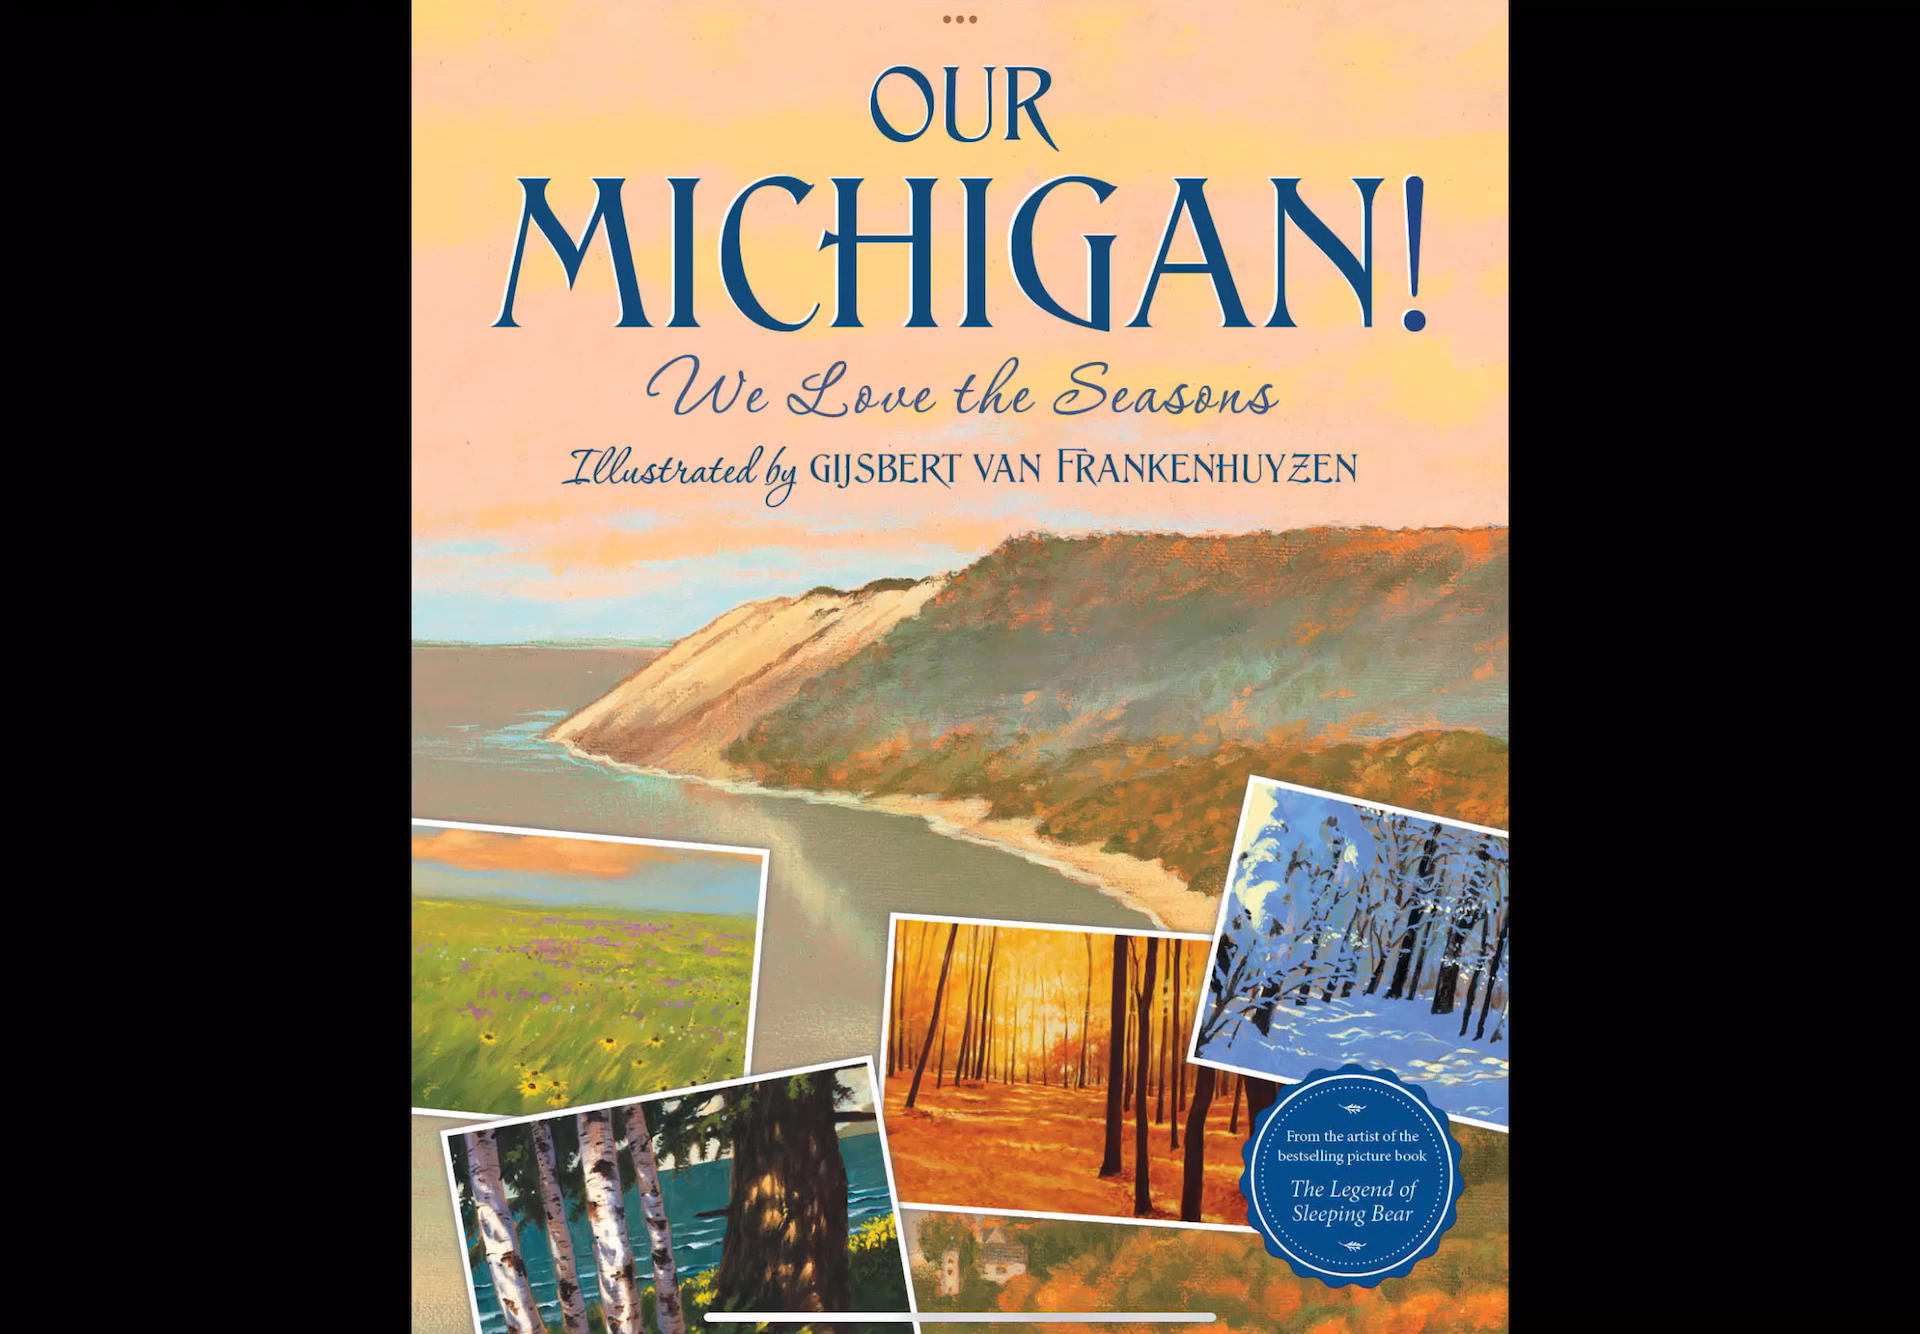 OUR
MICHIGAN!
We Love the Seasons
Illustrated by GIJSBERT VAN FRANKENHUYZEN
From the artist of the
bestselling picture book
The Legend of
Sleeping Bear